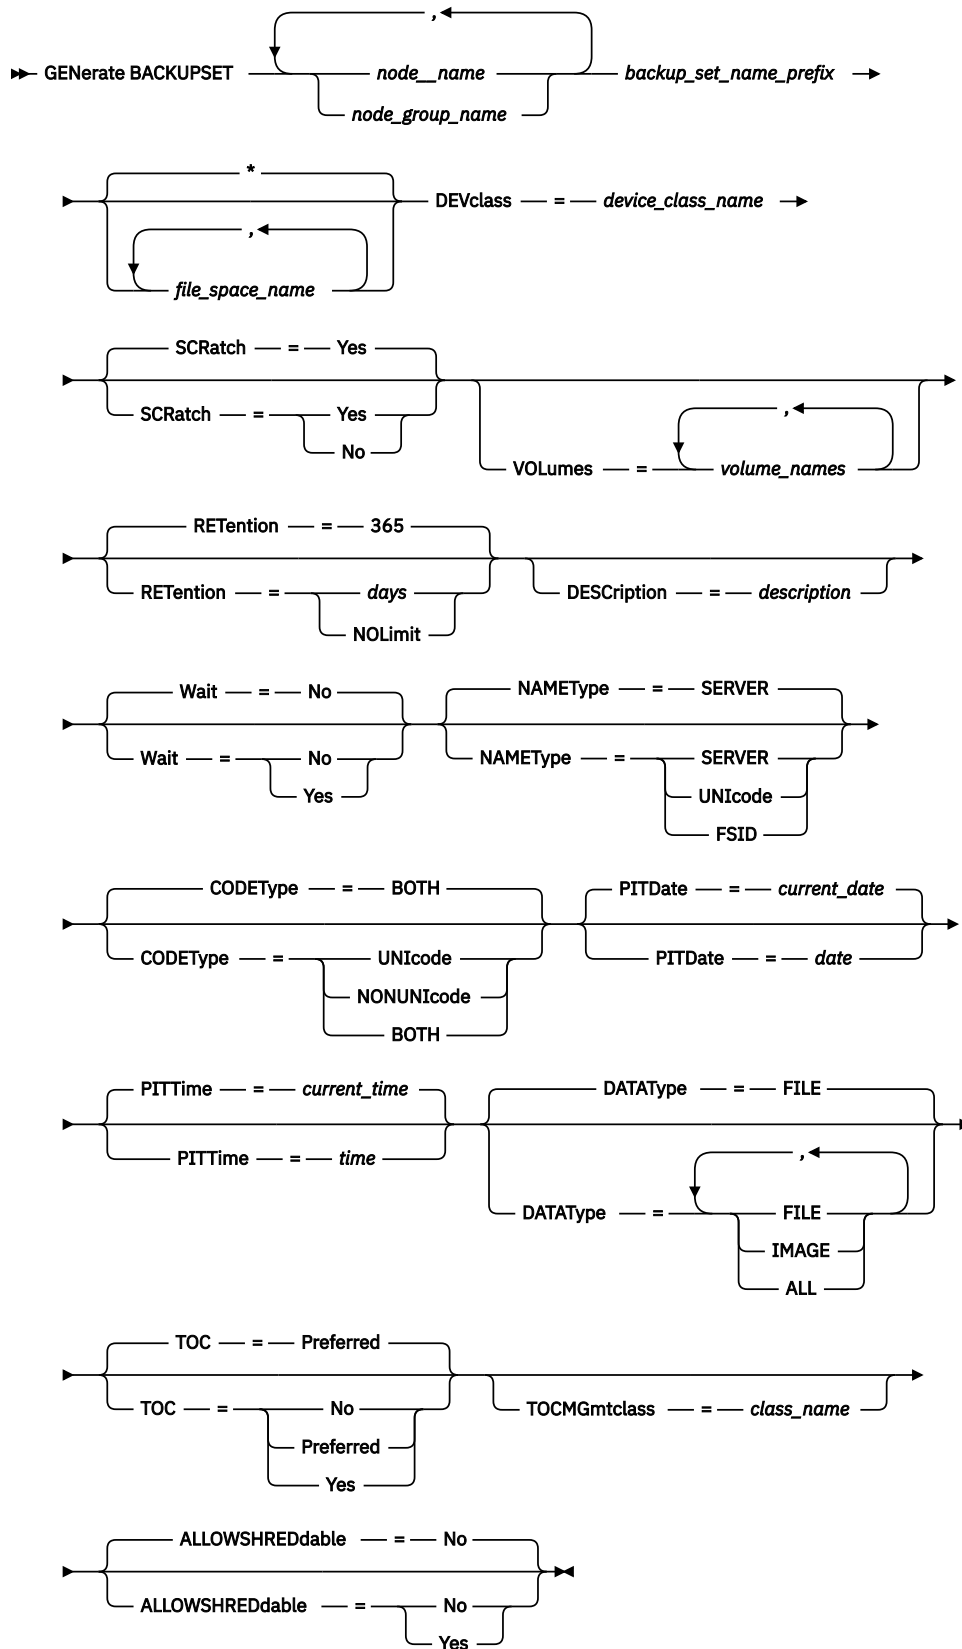 ,
GENerate BACKUPSET node__name backup_set_name_prefix
node_group_name
*
DEVclass = device_class_name
,
file_space_name
SCRatch = Yes
SCRatch = Yes
No
,
VOLumes = volume_names
RETention = 365
RETention = days
NOLimit
DESCription = description
Wait = No
Wait = No
Yes
NAMEType = SERVER
NAMEType = SERVER
UNIcode
FSID
CODEType = BOTH
CODEType = UNIcode
NONUNIcode
BOTH
PITDate = current_date
PITDate = date
PITTime = current_time
PITTime = time
DATAType = FILE
,
DATAType = FILE
IMAGE
ALL
TOC = Preferred
TOC = No
Preferred
Yes
TOCMGmtclass = class_name
ALLOWSHREDdable = No
ALLOWSHREDdable = No
Yes